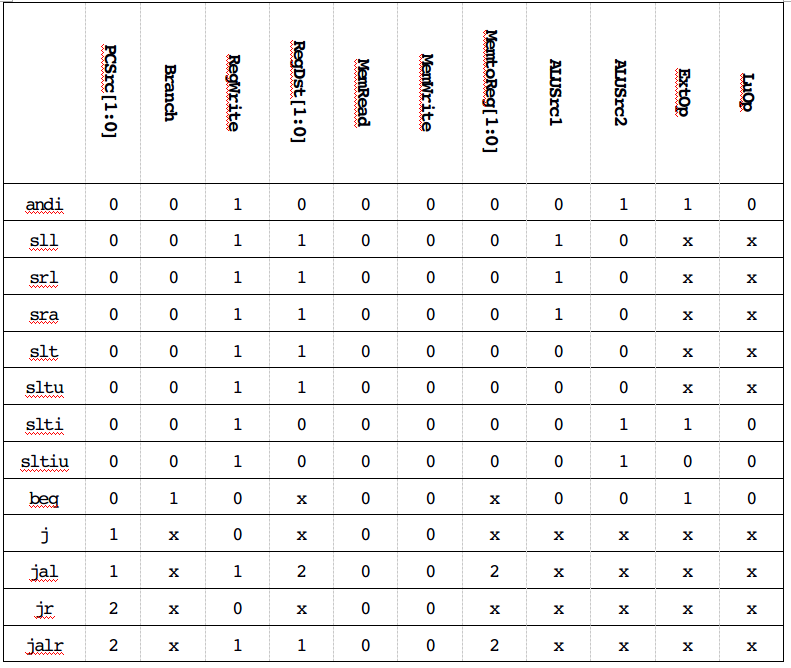 PCSrc[1:0] Branch RegWrite RegDst[1:0] MemRead MemWrite MemtoReg[1:0] ALUSrc1 ALUSrc2 ExtOp LuOp
andi 0 0 1 0 0 0 0 0 1 1 0
sll 0 0 1 1 0 0 0 1 0 x x
srl 0 0 1 1 0 0 0 1 0 x x
sra 0 0 1 1 0 0 0 1 0 x x
slt 0 0 1 1 0 0 0 0 0 x x
sltu 0 0 1 1 0 0 0 0 0 x x
slti 0 0 1 0 0 0 0 0 1 1 0
sltiu 0 0 1 0 0 0 0 0 1 0 0
beq 0 1 0 x 0 0 x 0 0 1 0
j 1 x 0 x 0 0 x x x x x
jal 1 x 1 2 0 0 2 x x x x
jr 2 x 0 x 0 0 x x x x x
jalr 2 x 1 1 0 0 2 x x x x